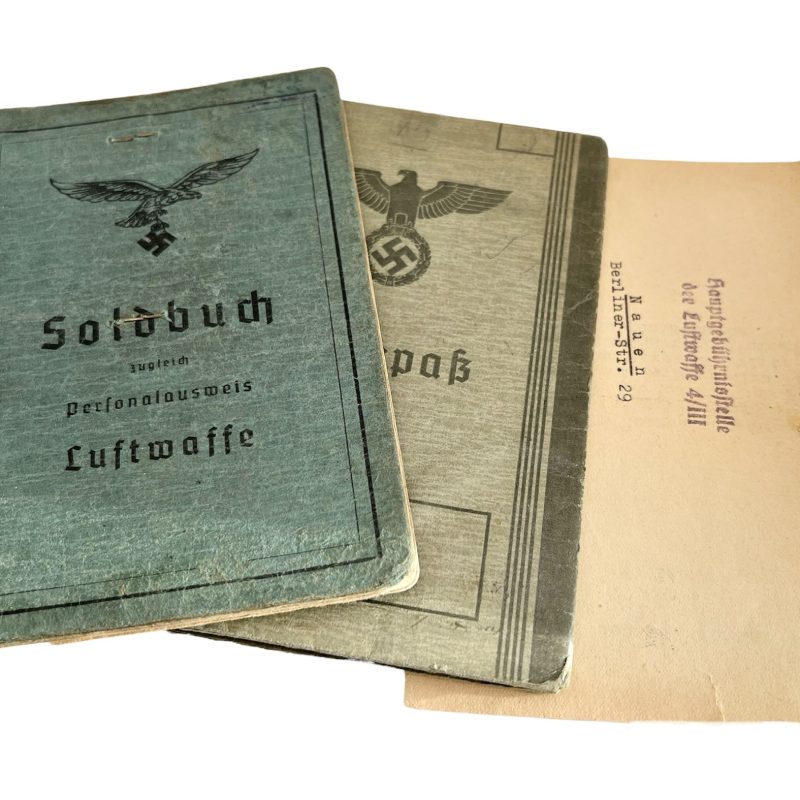 Soldbuch
zugleich
Personalausweis
Luftwaffe
paß
Hauptgebührnisstelle
der Luftwaffe 4/III
Nauen
Berliner-Str. 29